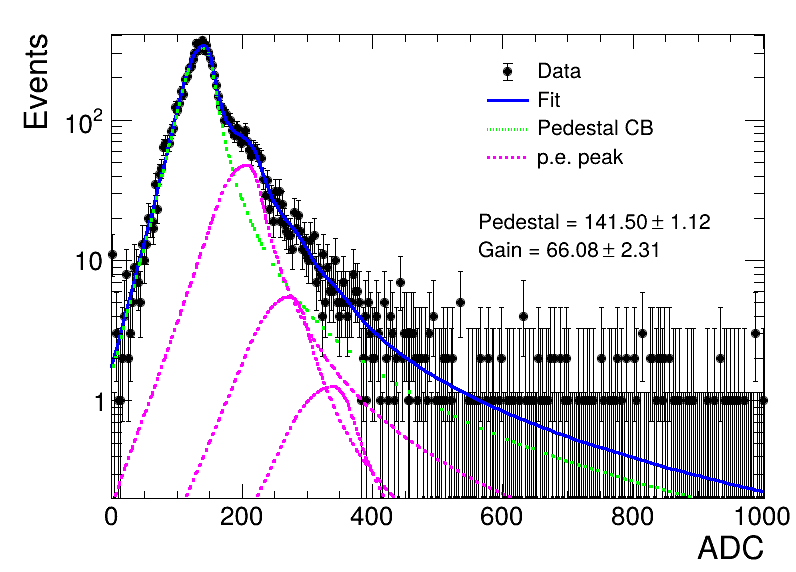 Events
10²
10
1
Data
Fit
Pedestal CB
p.e. peak
Pedestal = 141.50 ± 1.12
Gain = 66.08 ± 2.31
0 200 400 600 800 1000
ADC